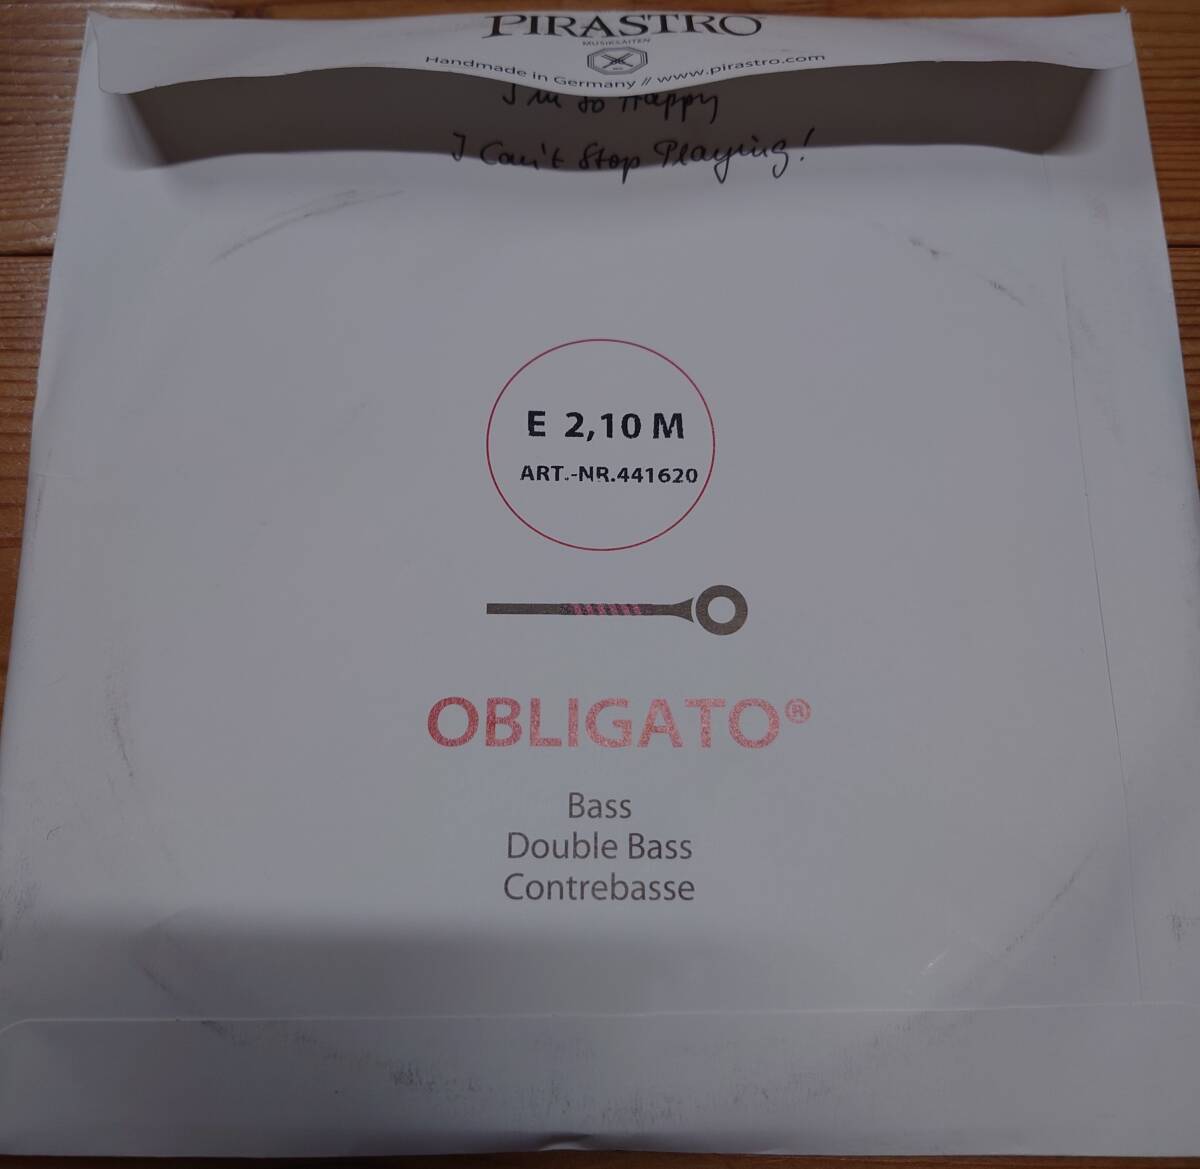 PIRASTRO
MUSIKSAITEN
Handmade in Germany // www.pirastro.com
I'm so Happy
I Can't Stop Playing!
E 2,10 M
ART.-NR.441620
OBLIGATO®
Bass
Double Bass
Contrebasse